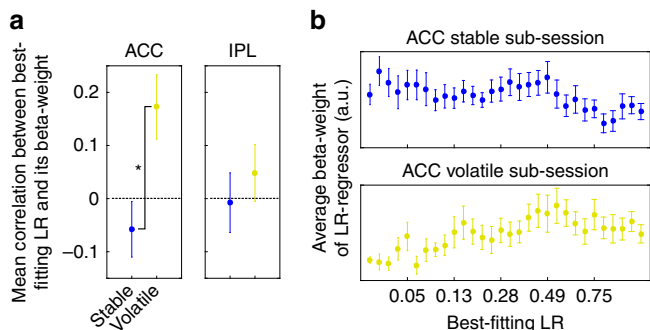 a
Mean correlation between best-
fitting LR and its beta-weight
ACC
IPL
0.2
0.1
0
−0.1
*
Stable
Volatile
b
Average beta-weight
of LR-regressor (a.u.)
ACC stable sub-session
ACC volatile sub-session
0.05 0.13 0.28 0.49 0.75
Best-fitting LR